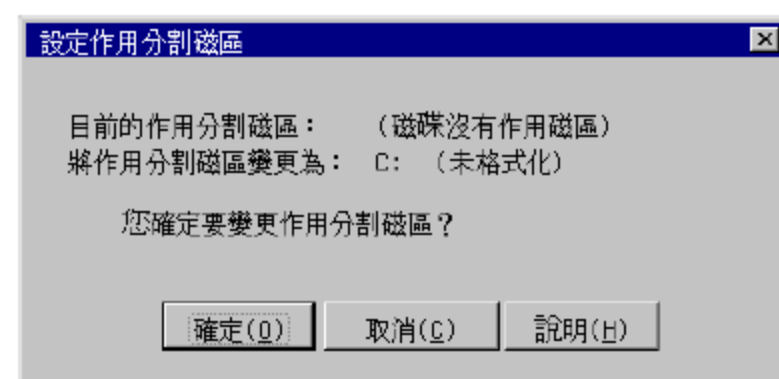 設定作用分割磁區
目前的作用分割磁區： （磁碟沒有作用磁區）
將作用分割磁區變更為： C: （未格式化）
您確定要變更作用分割磁區？
確定(O) 取消(C) 說明(H)